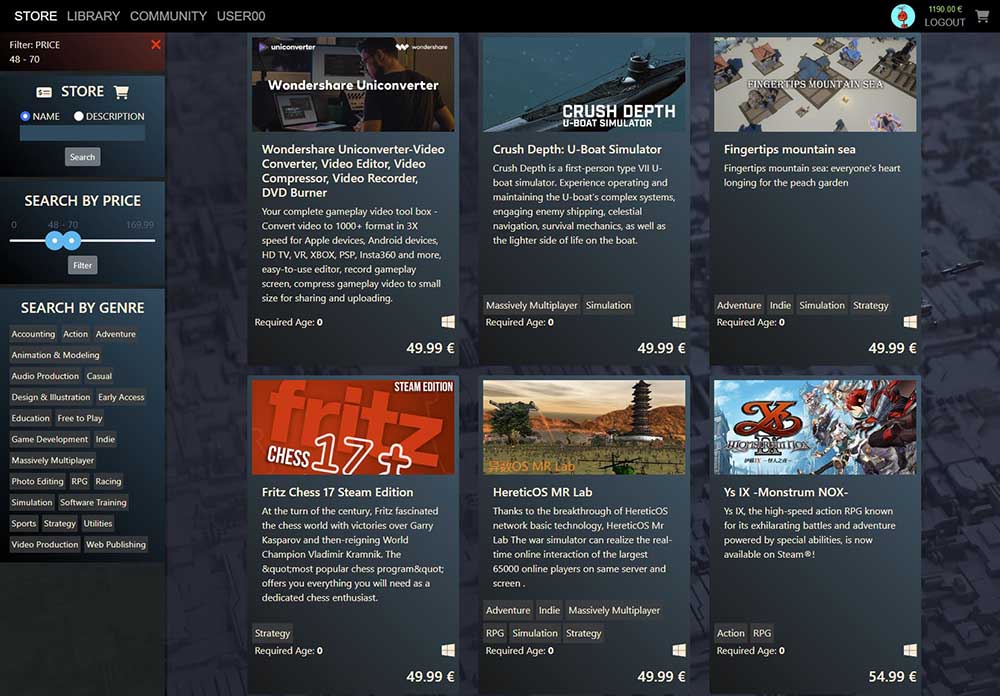 STORE LIBRARY COMMUNITY USER00
1190.00 €
LOGOUT
Filter: PRICE
48 - 70
STORE
NAME DESCRIPTION
Search
SEARCH BY PRICE
0 48 - 70 169.99
Filter
SEARCH BY GENRE
Accounting Action Adventure
Animation & Modeling
Audio Production Casual
Design & Illustration Early Access
Education Free to Play
Game Development Indie
Massively Multiplayer
Photo Editing RPG Racing
Simulation Software Training
Sports Strategy Utilities
Video Production Web Publishing
uniconverter wondershare
Wondershare Uniconverter
Wondershare Uniconverter-Video
Converter, Video Editor, Video
Compressor, Video Recorder,
DVD Burner
Your complete gameplay video tool box -
Convert video to 1000+ format in 3X
speed for Apple devices, Android devices,
HD TV, VR, XBOX, PSP, Insta360 and more,
easy-to-use editor, record gameplay
screen, compress gameplay video to small
size for sharing and uploading.
Required Age: 0
49.99 €
CRUSH DEPTH
U-BOAT SIMULATOR
Crush Depth: U-Boat Simulator
Crush Depth is a first-person type VII U-
boat simulator. Experience operating and
maintaining the U-boat's complex systems,
engaging enemy shipping, celestial
navigation, survival mechanics, as well as
the lighter side of life on the boat.
Massively Multiplayer Simulation
Required Age: 0
49.99 €
FINGERTIPS MOUNTAIN SEA
Fingertips mountain sea
Fingertips mountain sea: everyone's heart
longing for the peach garden
Adventure Indie Simulation Strategy
Required Age: 0
49.99 €
STEAM EDITION
fritz
CHESS 17+
Fritz Chess 17 Steam Edition
At the turn of the century, Fritz fascinated
the chess world with victories over Garry
Kasparov and then-reigning World
Champion Vladimir Kramnik. The
&quot;most popular chess program&quot;
offers you everything you will need as a
dedicated chess enthusiast.
Strategy
Required Age: 0
49.99 €
HereticOS MR Lab
HereticOS MR Lab
Thanks to the breakthrough of HereticOS
network basic technology, HereticOS Mr
Lab The war simulator can realize the real-
time online interaction of the largest
65000 online players on same server and
screen .
Adventure Indie Massively Multiplayer
RPG Simulation Strategy
Required Age: 0
49.99 €
Ys
IX
MONSTRUM NOX
Ys IX -Monstrum NOX-
Ys IX, the high-speed action RPG known
for its exhilarating battles and adventure
powered by special abilities, is now
available on Steam®!
Action RPG
Required Age: 0
54.99 €